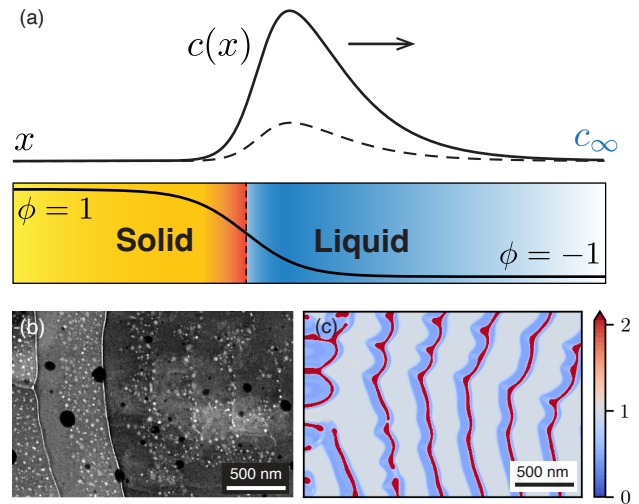 (a)
c(x)
x
c∞
ϕ = 1
Solid
Liquid
ϕ = −1
(b)
500 nm
(c)
500 nm
2
1
0